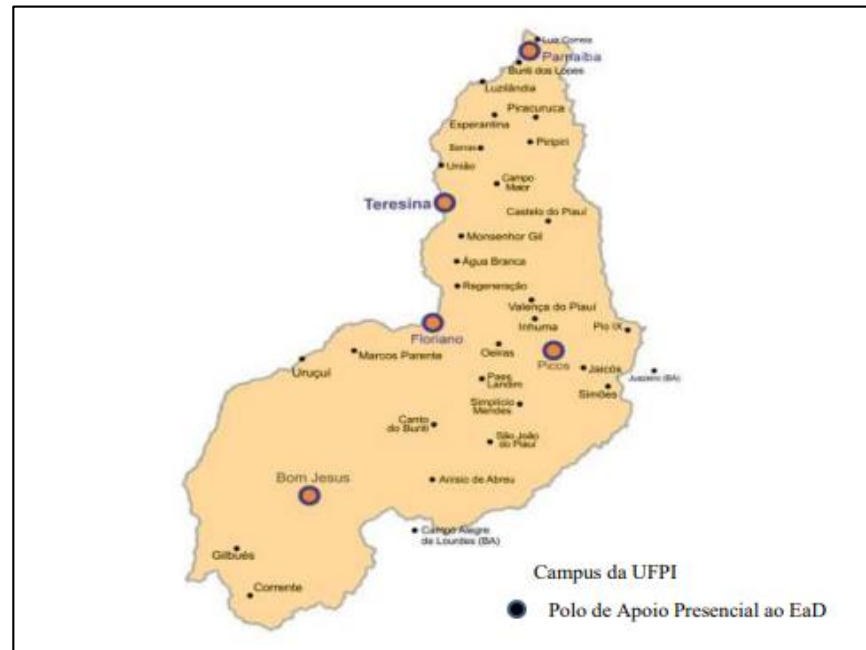 Luis Correia
Parnaíba
Buriti dos Lopes
Luzilândia
Piracuruca
Esperantina
Piripiri
Barras
União
Campo
Maior
Teresina
Castelo do Piauí
Monsenhor Gil
Água Branca
Regeneração
Valença do Piauí
Inhuma
Pio IX
Floriano
Oeiras
Picos
Marcos Parente
Uruçuí
Jaicós
Juazeiro (BA)
Paes
Landim
Simões
Simplício
Mendes
Canto
do Buriti
São João
do Piauí
Bom Jesus
Anisio de Abreu
Campo Alegre
de Lourdes (BA)
Gilbués
Corrente
Campus da UFPI
Polo de Apoio Presencial ao EaD